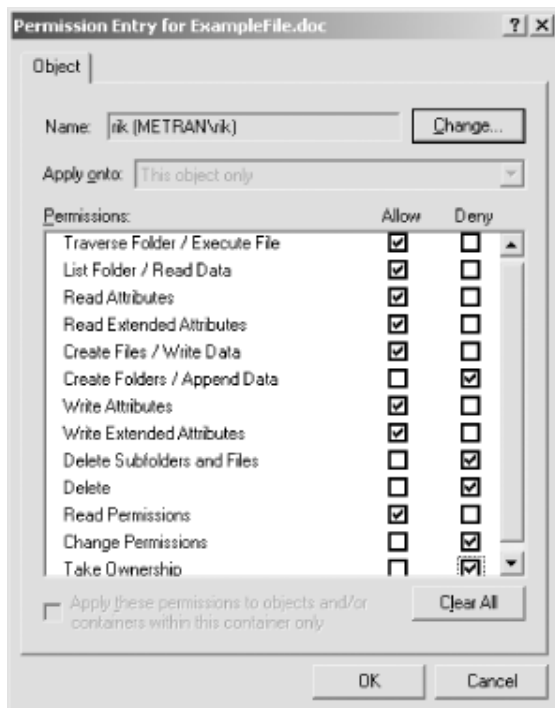 Permission Entry for ExampleFile.doc
Object
Name: rik (METRAN\rik) Change...
Apply onto: This object only
Permissions: Allow Deny
Traverse Folder / Execute File
List Folder / Read Data
Read Attributes
Read Extended Attributes
Create Files / Write Data
Create Folders / Append Data
Write Attributes
Write Extended Attributes
Delete Subfolders and Files
Delete
Read Permissions
Change Permissions
Take Ownership
Apply these permissions to objects and/or Clear All
containers within this container only
OK Cancel